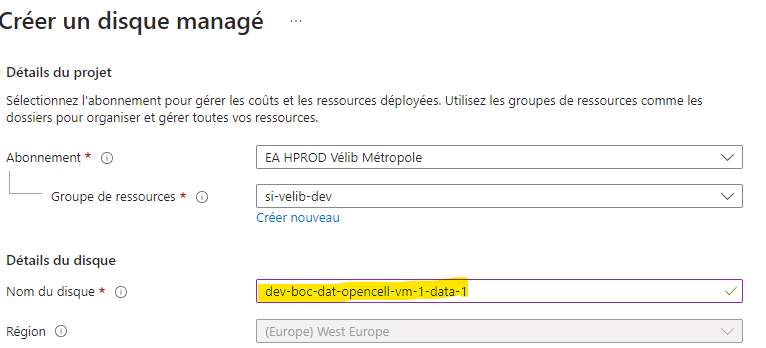 Créer un disque managé ...
Détails du projet
Sélectionnez l'abonnement pour gérer les coûts et les ressources déployées. Utilisez les groupes de ressources comme les
dossiers pour organiser et gérer toutes vos ressources.
Abonnement * EA HPROD Vélib Métropole
Groupe de ressources * si-velib-dev
Créer nouveau
Détails du disque
Nom du disque * dev-boc-dat-opencell-vm-1-data-1
Région (Europe) West Europe